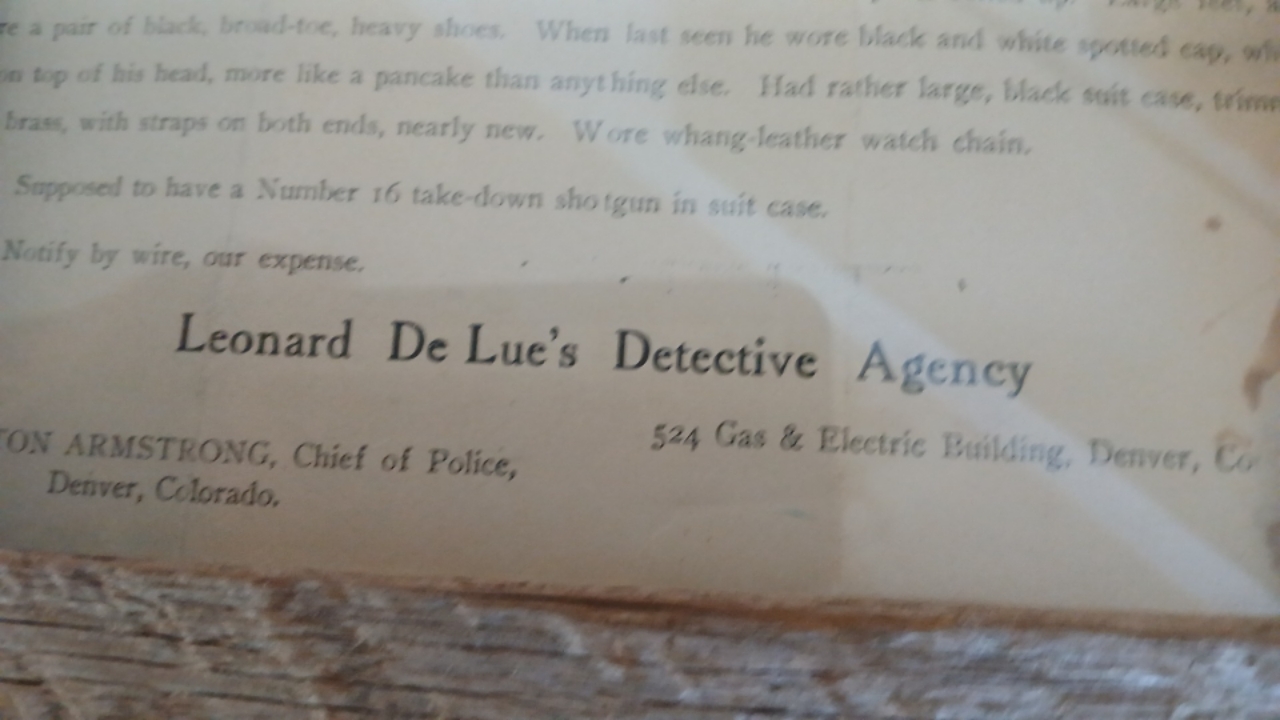 re a pair of black, broad-toe, heavy shoes. When last seen he wore black and white spotted cap, wh
on top of his head, more like a pancake than anything else. Had rather large, black suit case, trim
brass, with straps on both ends, nearly new. Wore whang-leather watch chain.
Supposed to have a Number 16 take-down shotgun in suit case.
Notify by wire, our expense.
Leonard De Lue's Detective Agency
TON ARMSTRONG, Chief of Police,
524 Gas & Electric Building, Denver, Co
Denver, Colorado.